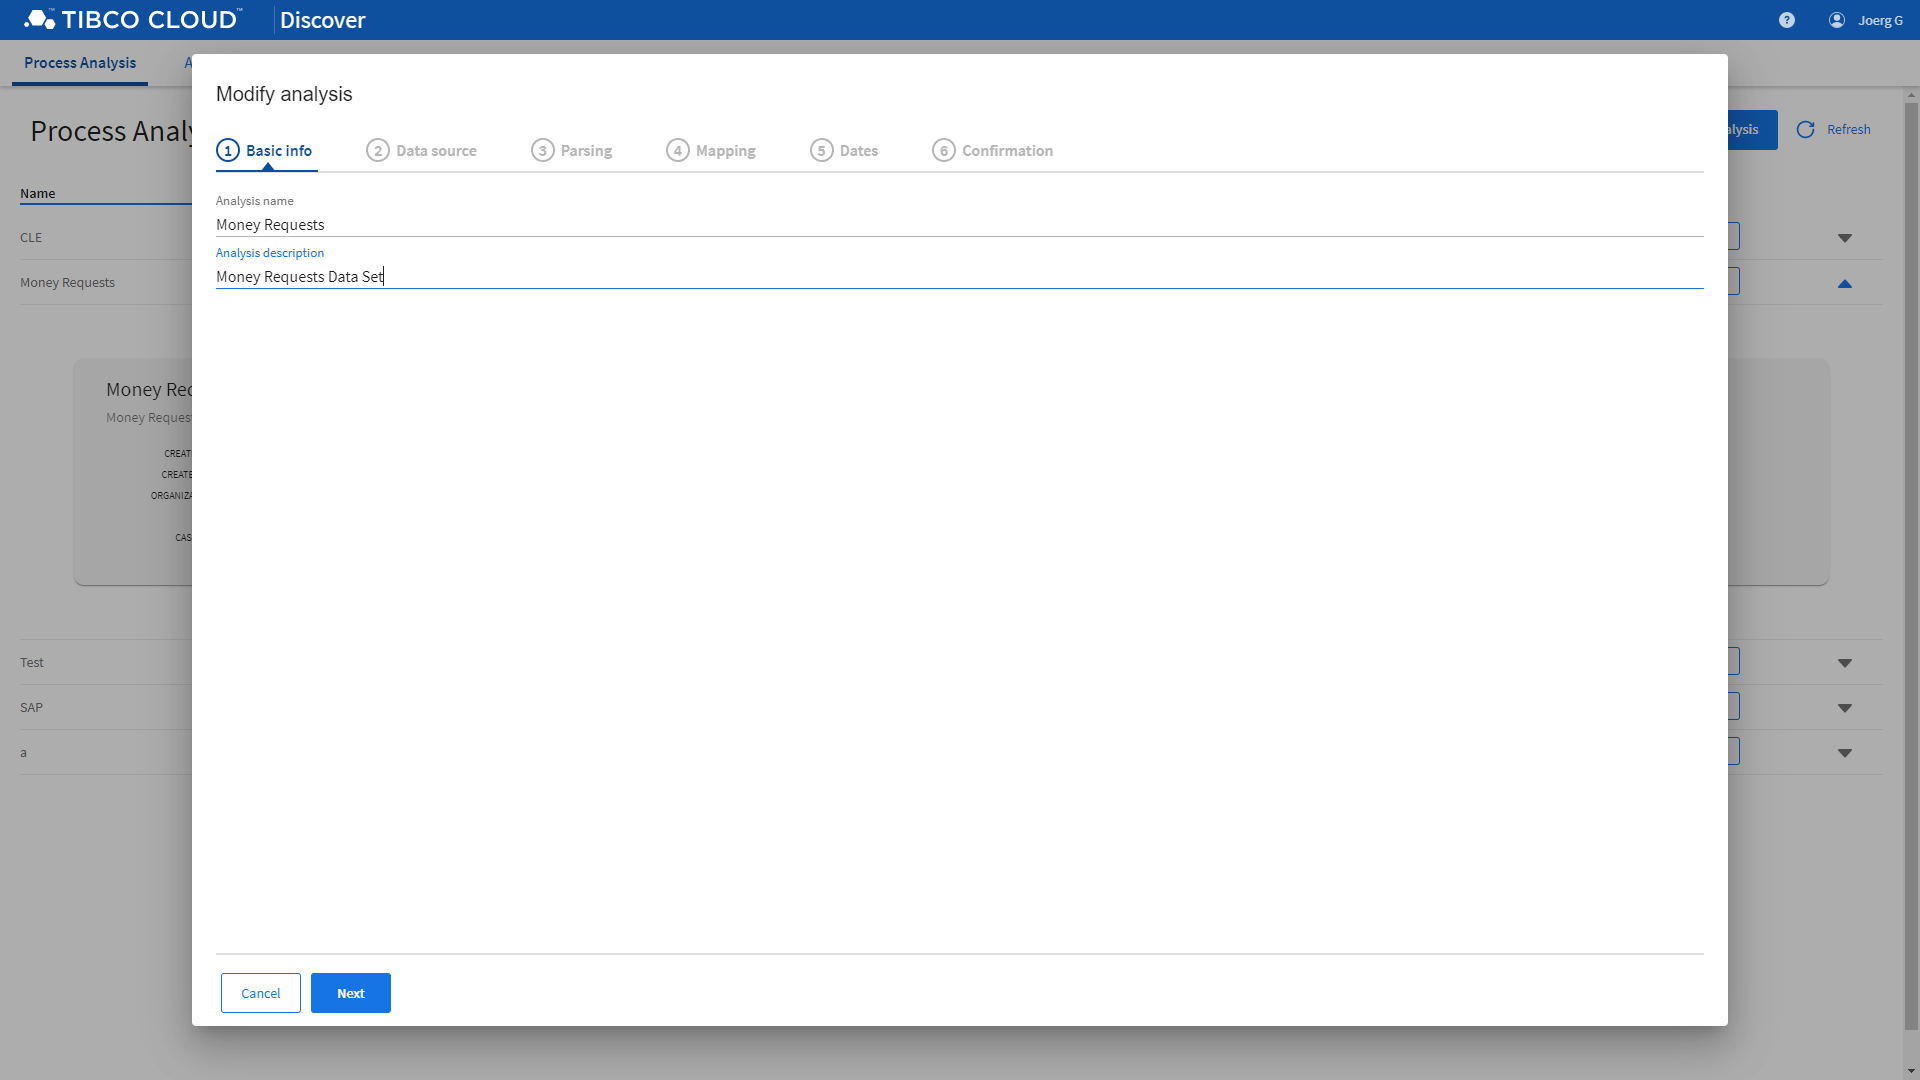 TIBCO CLOUD™ Discover
? Joerg G
Process Analysis A
Process Analy
alysis Refresh
Name
CLE
Money Requests
Money Req
Money Request
CREAT
CREATE
ORGANIZA
CAS
Test
SAP
a
Modify analysis
1 Basic info 2 Data source 3 Parsing 4 Mapping 5 Dates 6 Confirmation
Analysis name
Money Requests
Analysis description
Money Requests Data Set
Cancel Next